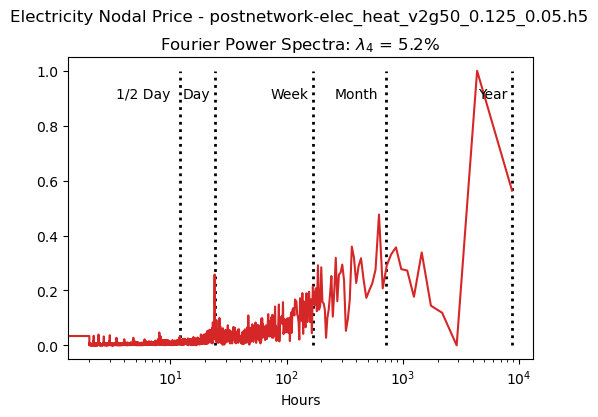 Electricity Nodal Price - postnetwork-elec_heat_v2g50_0.125_0.05.h5
Fourier Power Spectra: λ₄ = 5.2%
1.0
1/2 Day
Day
Week
Month
Year
0.8
0.6
0.4
0.2
0.0
10¹
10²
10³
10⁴
Hours